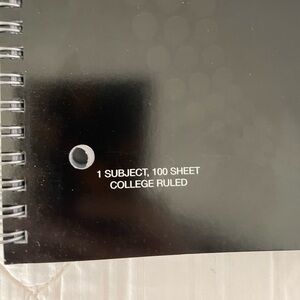 1 SUBJECT, 100 SHEET
COLLEGE RULED